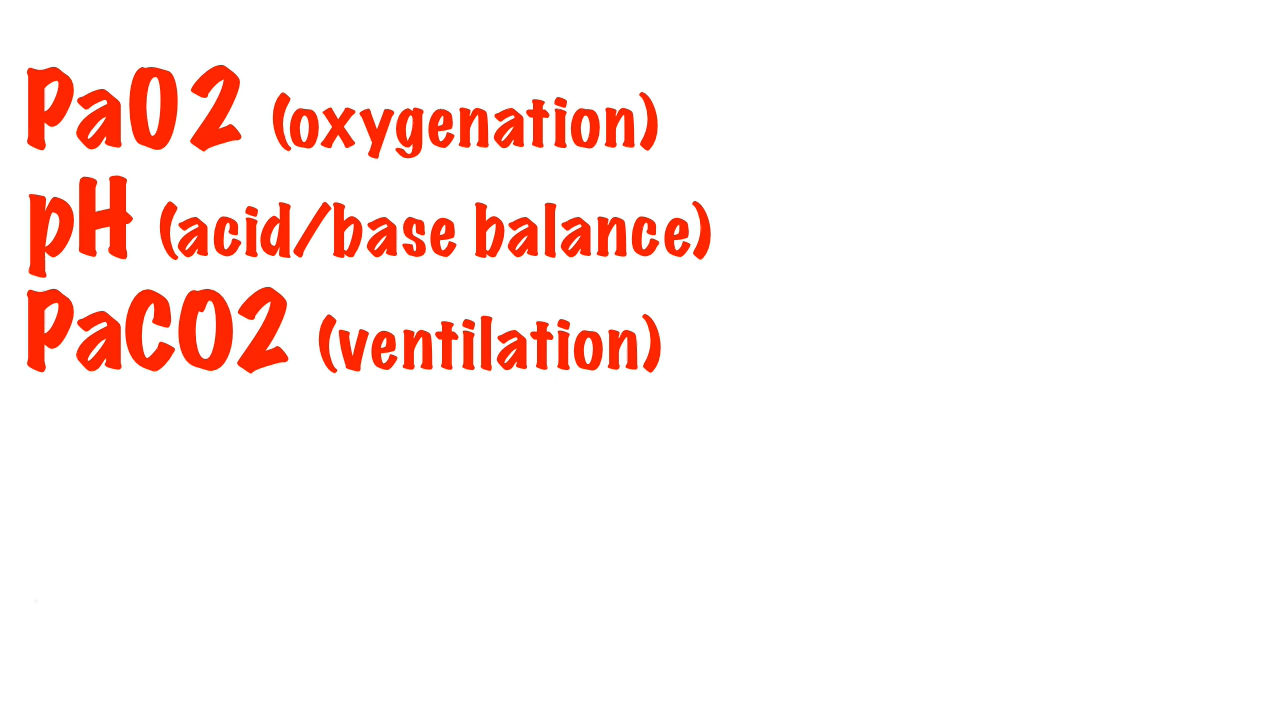 PaO2 (oxygenation)
pH (acid/base balance)
PaCO2 (ventilation)